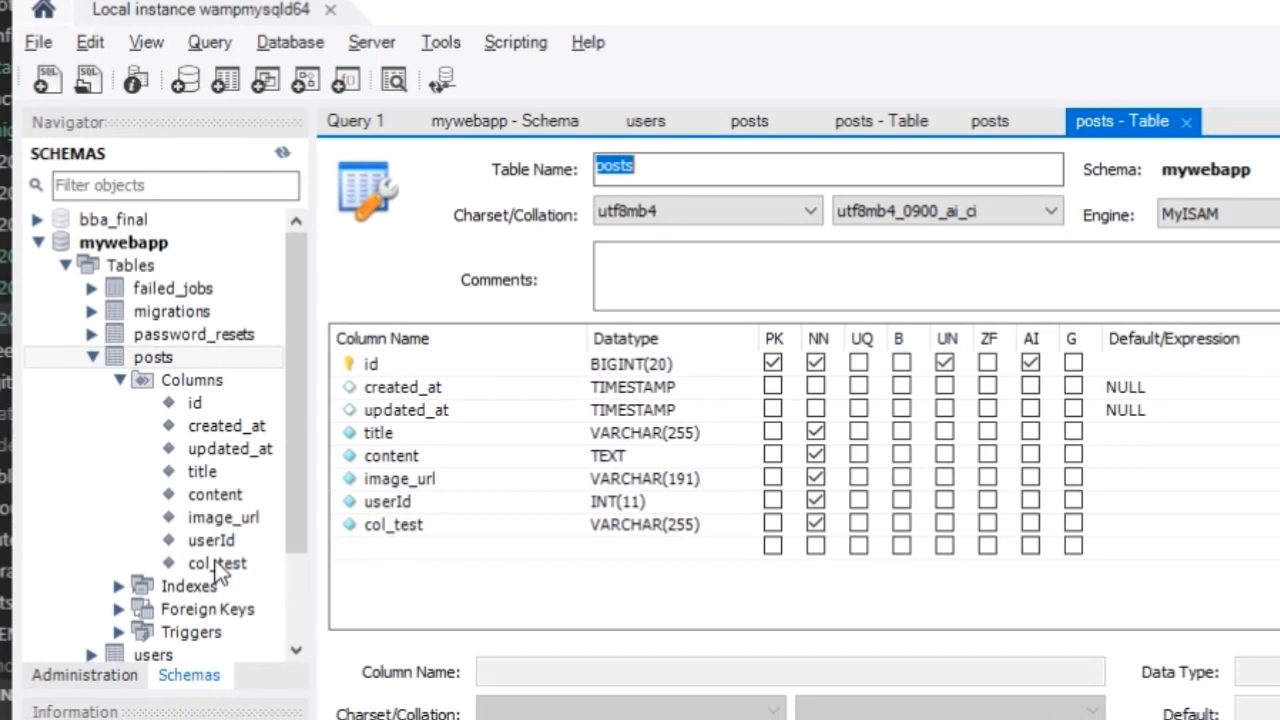 Local instance wampmysqld64
File Edit View Query Database Server Tools Scripting Help
Navigator
SCHEMAS
Filter objects
bba_final
mywebapp
Tables
failed_jobs
migrations
password_resets
posts
Columns
id
created_at
updated_at
title
content
image_url
userId
col_test
Indexes
Foreign Keys
Triggers
users
Administration Schemas
Information
Query 1 mywebapp - Schema users posts posts - Table posts posts - Table
Table Name: posts Schema: mywebapp
Charset/Collation: utf8mb4 utf8mb4_0900_ai_ci Engine: MyISAM
Comments:
Column Name Datatype PK NN UQ B UN ZF AI G Default/Expression
id BIGINT(20)
created_at TIMESTAMP NULL
updated_at TIMESTAMP NULL
title VARCHAR(255)
content TEXT
image_url VARCHAR(191)
userId INT(11)
col_test VARCHAR(255)
Column Name: Data Type:
Charset/Collation: Default: